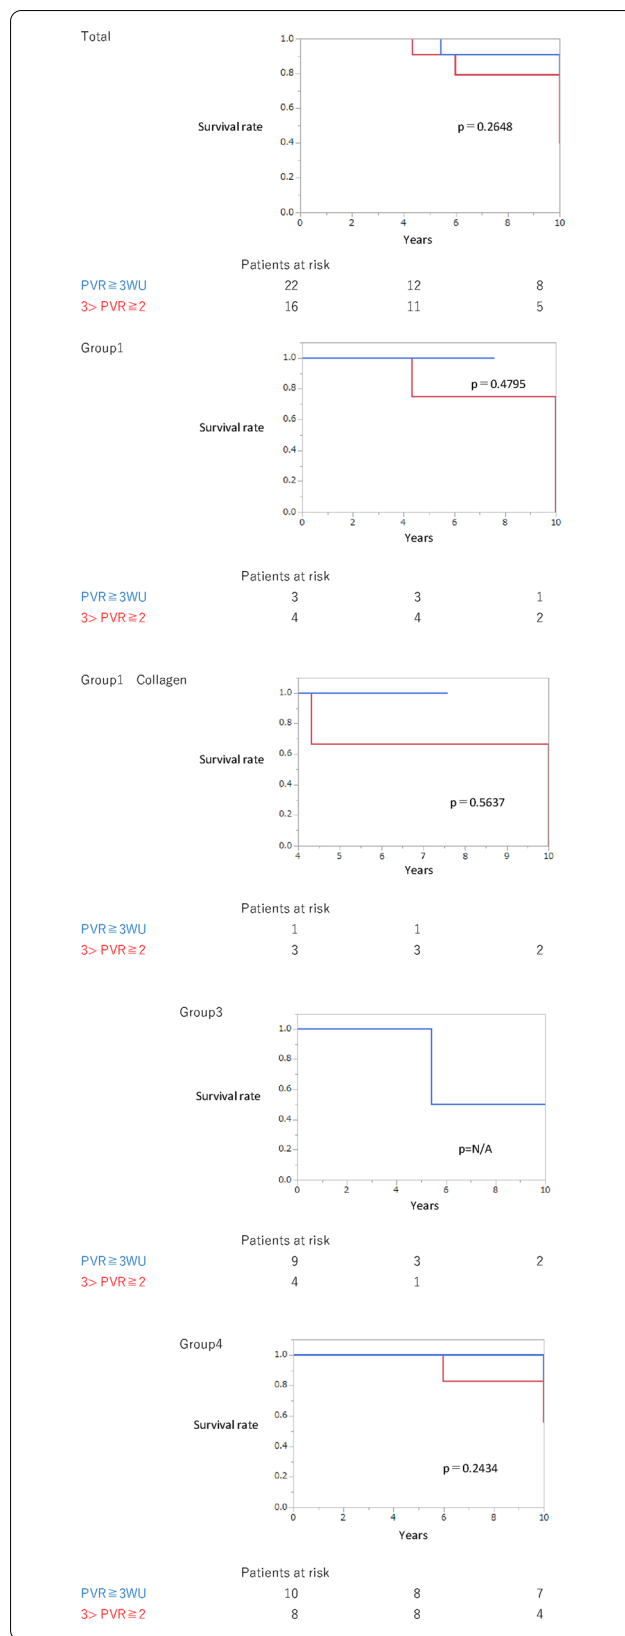 Total
1.0
0.8
0.6
Survival rate
p=0.2648
0.4
0.2
0.0
0 2 4 6 8 10
Years
Patients at risk
PVR≧3WU 22 12 8
3> PVR≧2 16 11 5
Group1
1.0
p=0.4795
0.8
0.6
Survival rate
0.4
0.2
0.0
0 2 4 6 8 10
Years
Patients at risk
PVR≧3WU 3 3 1
3> PVR≧2 4 4 2
Group1 Collagen
1.0
0.8
0.6
Survival rate
0.4
p=0.5637
0.2
0.0
4 5 6 7 8 9 10
Years
Patients at risk
PVR≧3WU 1 1
3> PVR≧2 3 3 2
Group3
1.0
0.8
0.6
Survival rate
0.4
0.2
p=N/A
0.0
0 2 4 6 8 10
Years
Patients at risk
PVR≧3WU 9 3 2
3> PVR≧2 4 1
Group4
1.0
0.8
0.6
Survival rate
0.4
p=0.2434
0.2
0.0
0 2 4 6 8 10
Years
Patients at risk
PVR≧3WU 10 8 7
3> PVR≧2 8 8 4